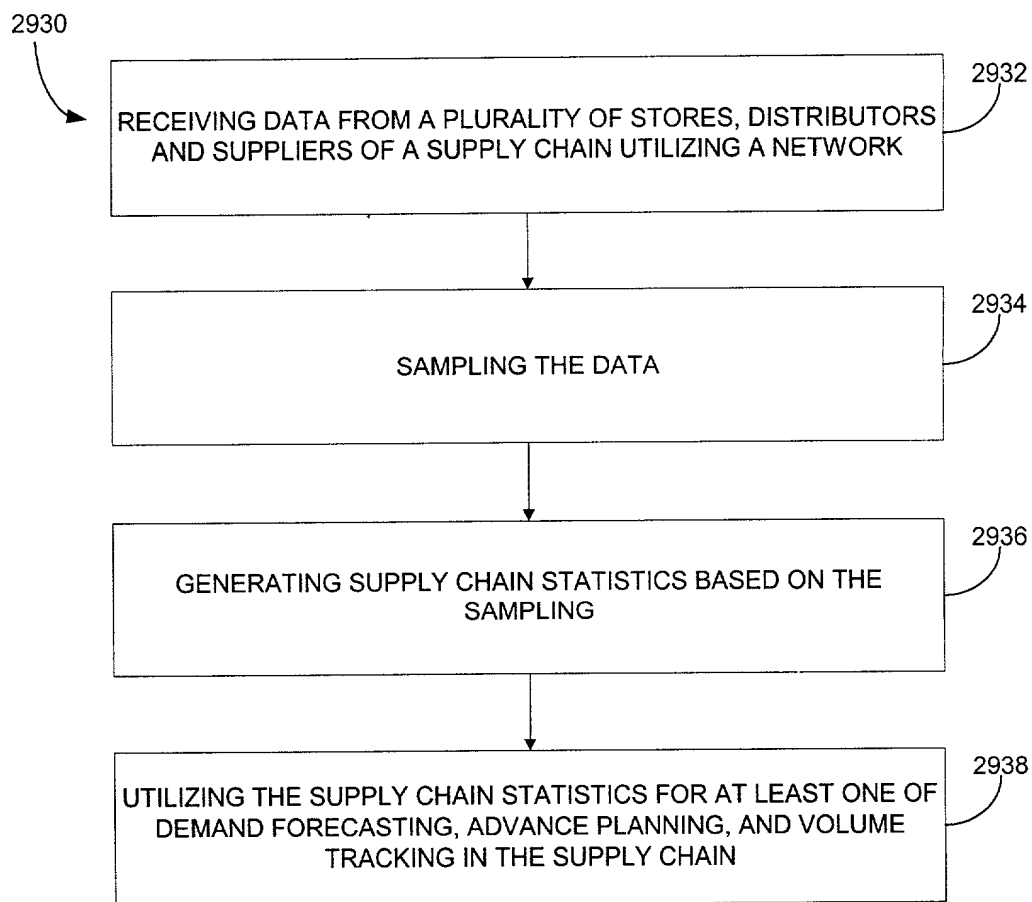 2930
2932
RECEIVING DATA FROM A PLURALITY OF STORES, DISTRIBUTORS
AND SUPPLIERS OF A SUPPLY CHAIN UTILIZING A NETWORK
2934
SAMPLING THE DATA
2936
GENERATING SUPPLY CHAIN STATISTICS BASED ON THE
SAMPLING
2938
UTILIZING THE SUPPLY CHAIN STATISTICS FOR AT LEAST ONE OF
DEMAND FORECASTING, ADVANCE PLANNING, AND VOLUME
TRACKING IN THE SUPPLY CHAIN